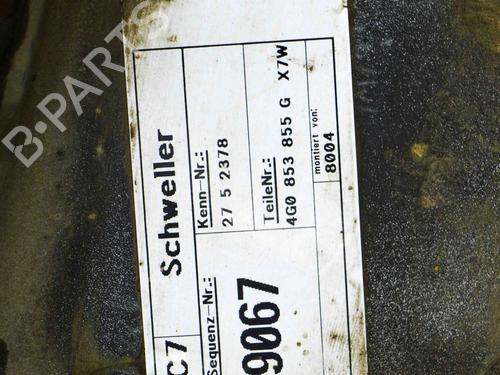 C7
Schweller
Kenn-Nr.:
27 5 2378
TeileNr.:
4G0 853 855 G X7W
montiert von:
8004
Sequenz-Nr.:
9067
B-PARTS